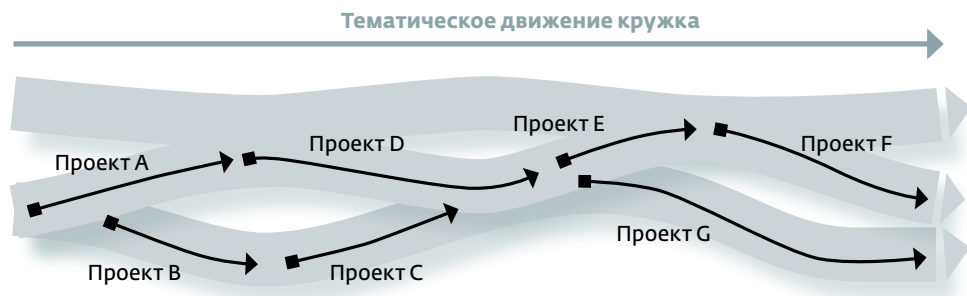 Тематическое движение кружка
Проект E
Проект D
Проект F
Проект A
Проект G
Проект B
Проект C